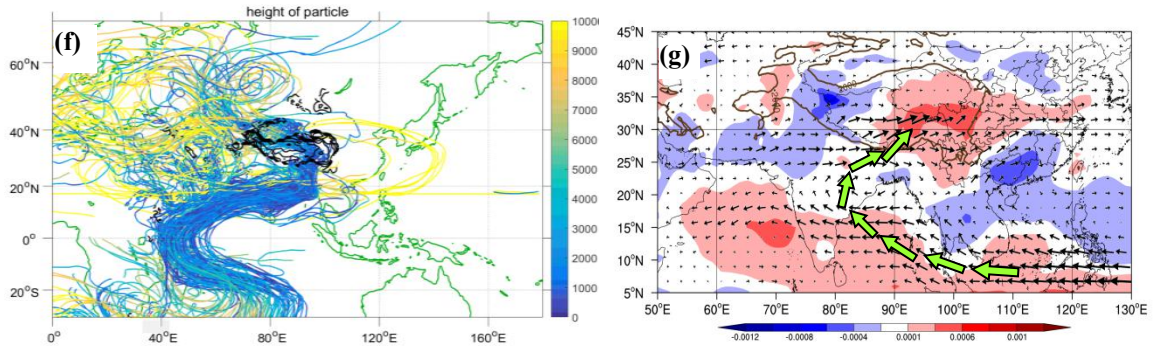 height of particle
(f)
60°N
40°N
20°N
0°
20°S
0°
40°E
80°E
120°E
160°E
10000
9000
8000
7000
6000
5000
4000
3000
2000
1000
0
(g)
45°N
40°N
35°N
30°N
25°N
20°N
15°N
10°N
5°N
50°E
60°E
70°E
80°E
90°E
100°E
110°E
120°E
130°E
-0.0012
-0.0008
-0.0004
0.0001
0.0006
0.001